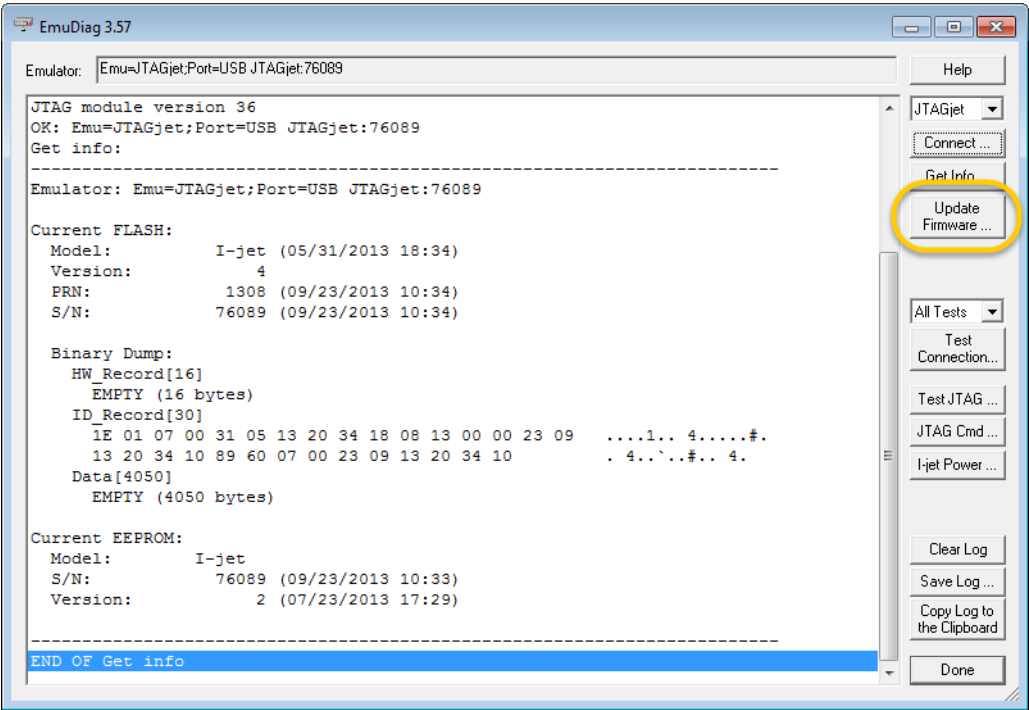 EmuDiag 3.57
Emulator: Emu=JTAGjet;Port=USB JTAGjet:76089
Help
JTAG module version 36
OK: Emu=JTAGjet;Port=USB JTAGjet:76089
Get info:
--------------------------------------------------------------------------
Emulator: Emu=JTAGjet;Port=USB JTAGjet:76089
Current FLASH:
Model: I-jet (05/31/2013 18:34)
Version: 4
PRN: 1308 (09/23/2013 10:34)
S/N: 76089 (09/23/2013 10:34)
Binary Dump:
HW_Record[16]
EMPTY (16 bytes)
ID_Record[30]
1E 01 07 00 31 05 13 20 34 18 08 13 00 00 23 09 ....1.. 4.....#.
13 20 34 10 89 60 07 00 23 09 13 20 34 10 . 4..`..#.. 4.
Data[4050]
EMPTY (4050 bytes)
Current EEPROM:
Model: I-jet
S/N: 76089 (09/23/2013 10:33)
Version: 2 (07/23/2013 17:29)
--------------------------------------------------------------------------
END OF Get info
JTAGjet
Connect ...
Get Info
Update
Firmware ...
All Tests
Test
Connection...
Test JTAG ...
JTAG Cmd ...
I-jet Power ...
Clear Log
Save Log ...
Copy Log to
the Clipboard
Done